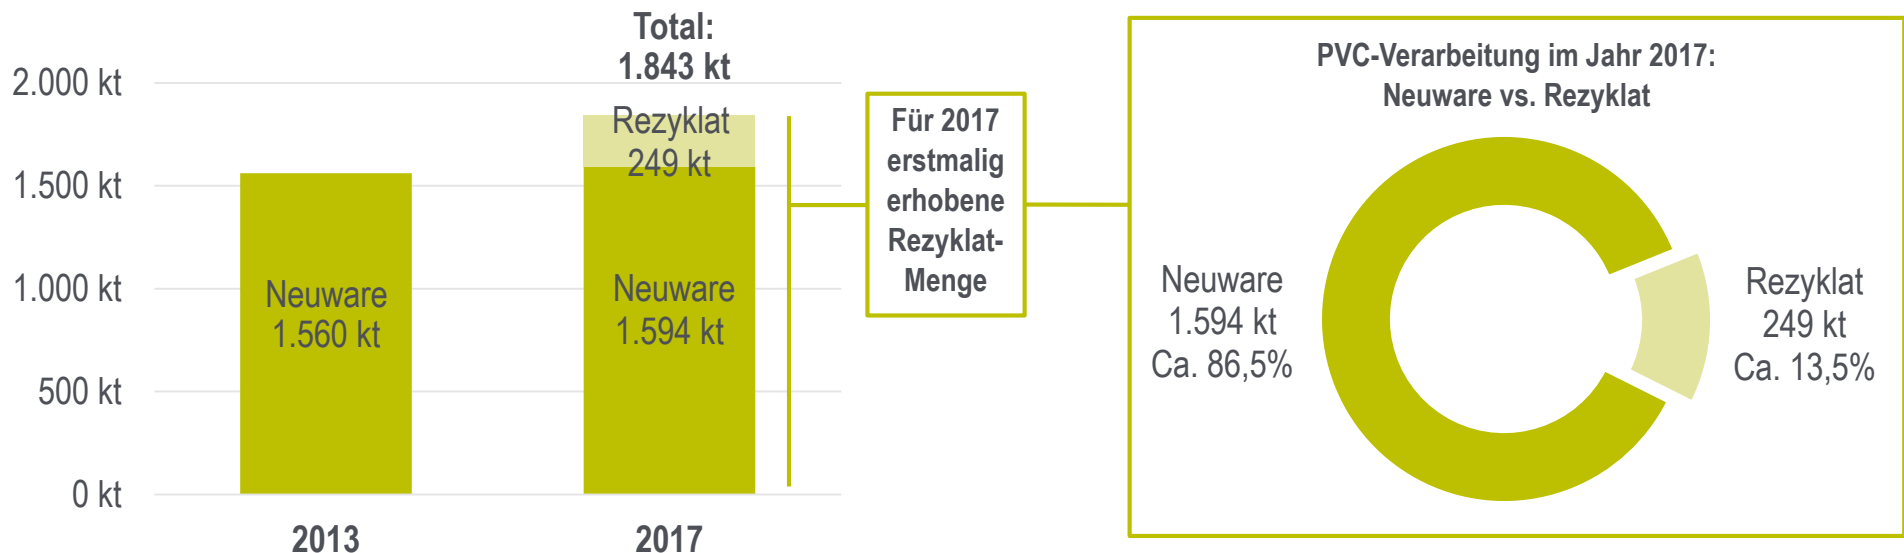 Total:
1.843 kt
2.000 kt
1.500 kt
1.000 kt
500 kt
0 kt
Neuware
1.560 kt
Rezyklat
249 kt
Neuware
1.594 kt
2013
2017
Für 2017
erstmalig
erhobene
Rezyklat-
Menge
PVC-Verarbeitung im Jahr 2017:
Neuware vs. Rezyklat
Neuware
1.594 kt
Ca. 86,5%
Rezyklat
249 kt
Ca. 13,5%